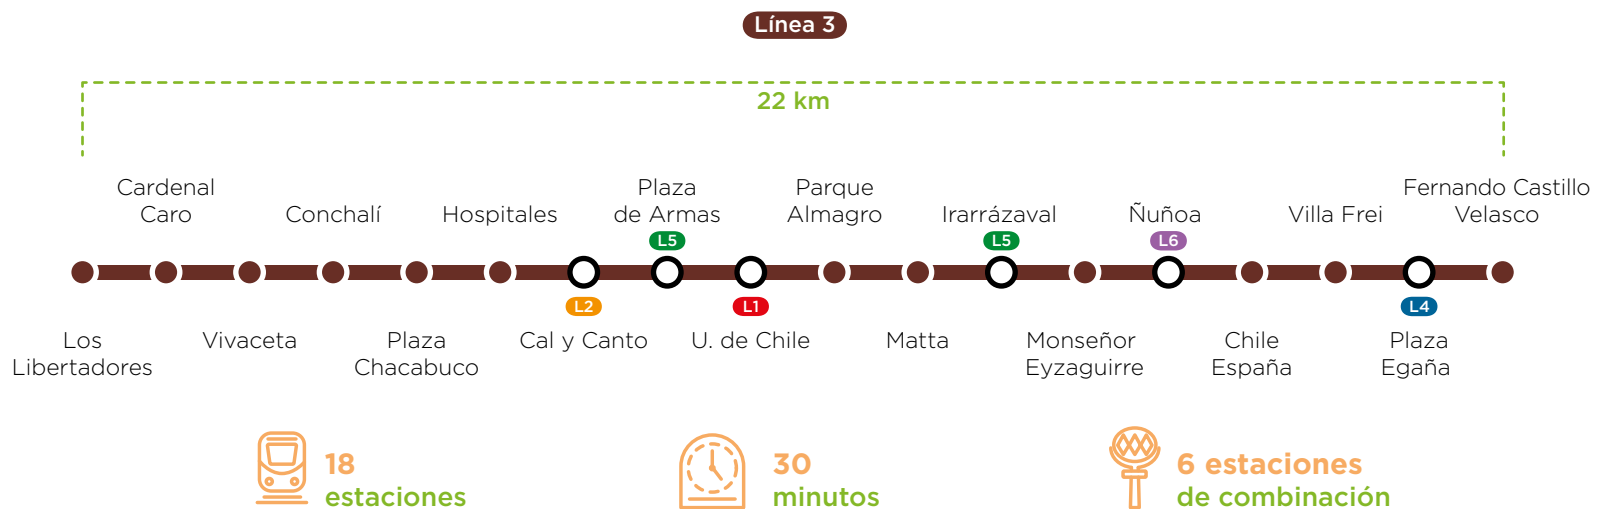 Línea 3
22 km
Cardenal
Caro
Conchalí
Hospitales
Plaza
de Armas
Parque
Almagro
Irarrázaval
Ñuñoa
Villa Frei
Fernando Castillo
Velasco
L5
L5
L6
L2
L1
L4
Los
Libertadores
Vivaceta
Plaza
Chacabuco
Cal y Canto
U. de Chile
Matta
Monseñor
Eyzaguirre
Chile
España
Plaza
Egaña
18
estaciones
30
minutos
6 estaciones
de combinación